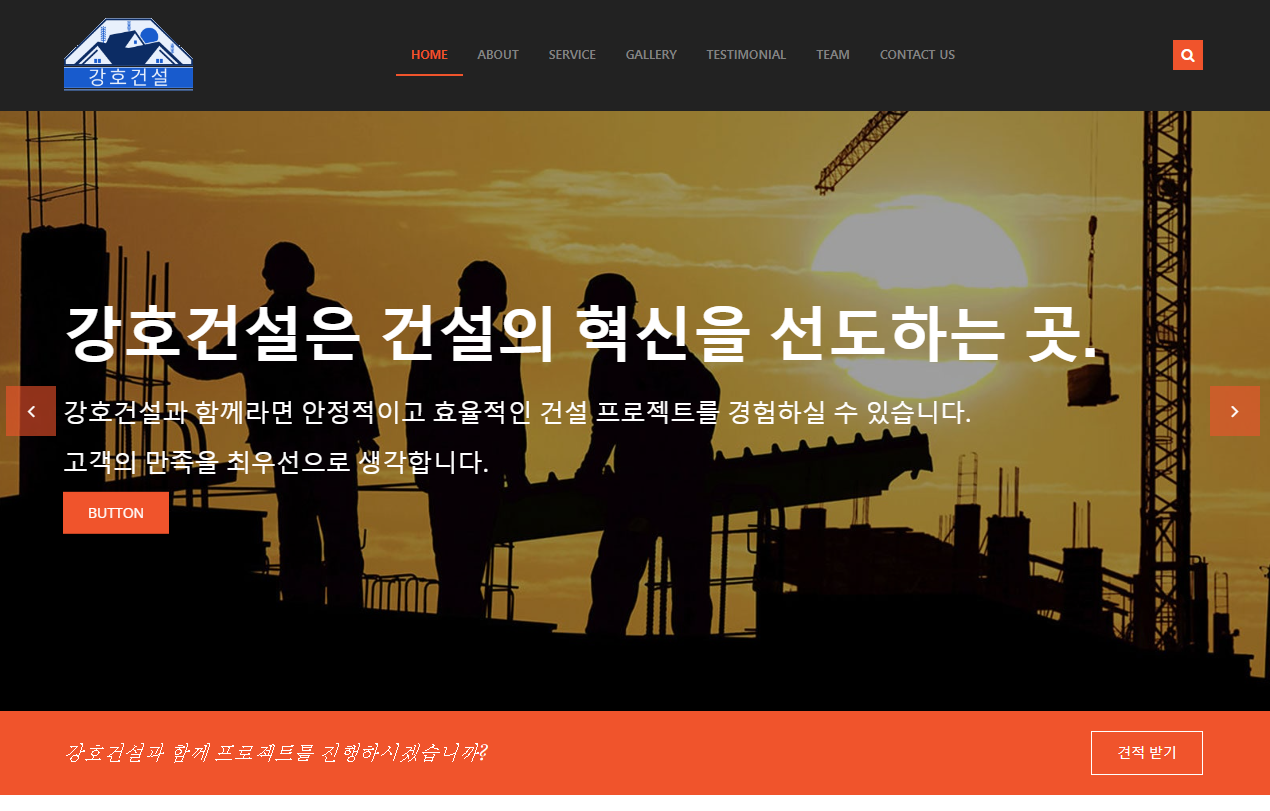 강호건설
HOME ABOUT SERVICE GALLERY TESTIMONIAL TEAM CONTACT US
강호건설은 건설의 혁신을 선도하는 곳.
강호건설과 함께라면 안정적이고 효율적인 건설 프로젝트를 경험하실 수 있습니다.
고객의 만족을 최우선으로 생각합니다.
BUTTON
강호건설과 함께 프로젝트를 진행하시겠습니까?
견적 받기